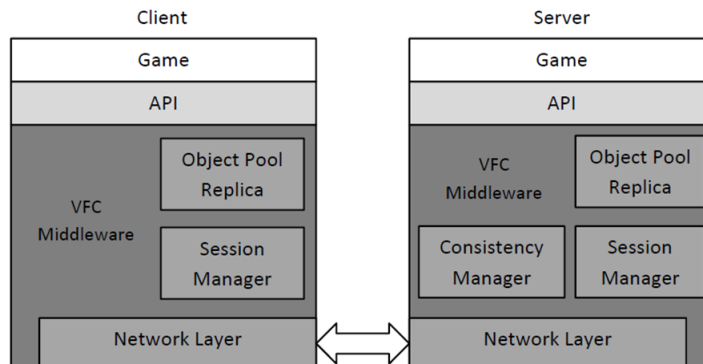 Client
Server
Game
Game
API
API
Object Pool
Replica
VFC
Middleware
Session
Manager
Network Layer
VFC
Middleware
Object Pool
Replica
Consistency
Manager
Session
Manager
Network Layer